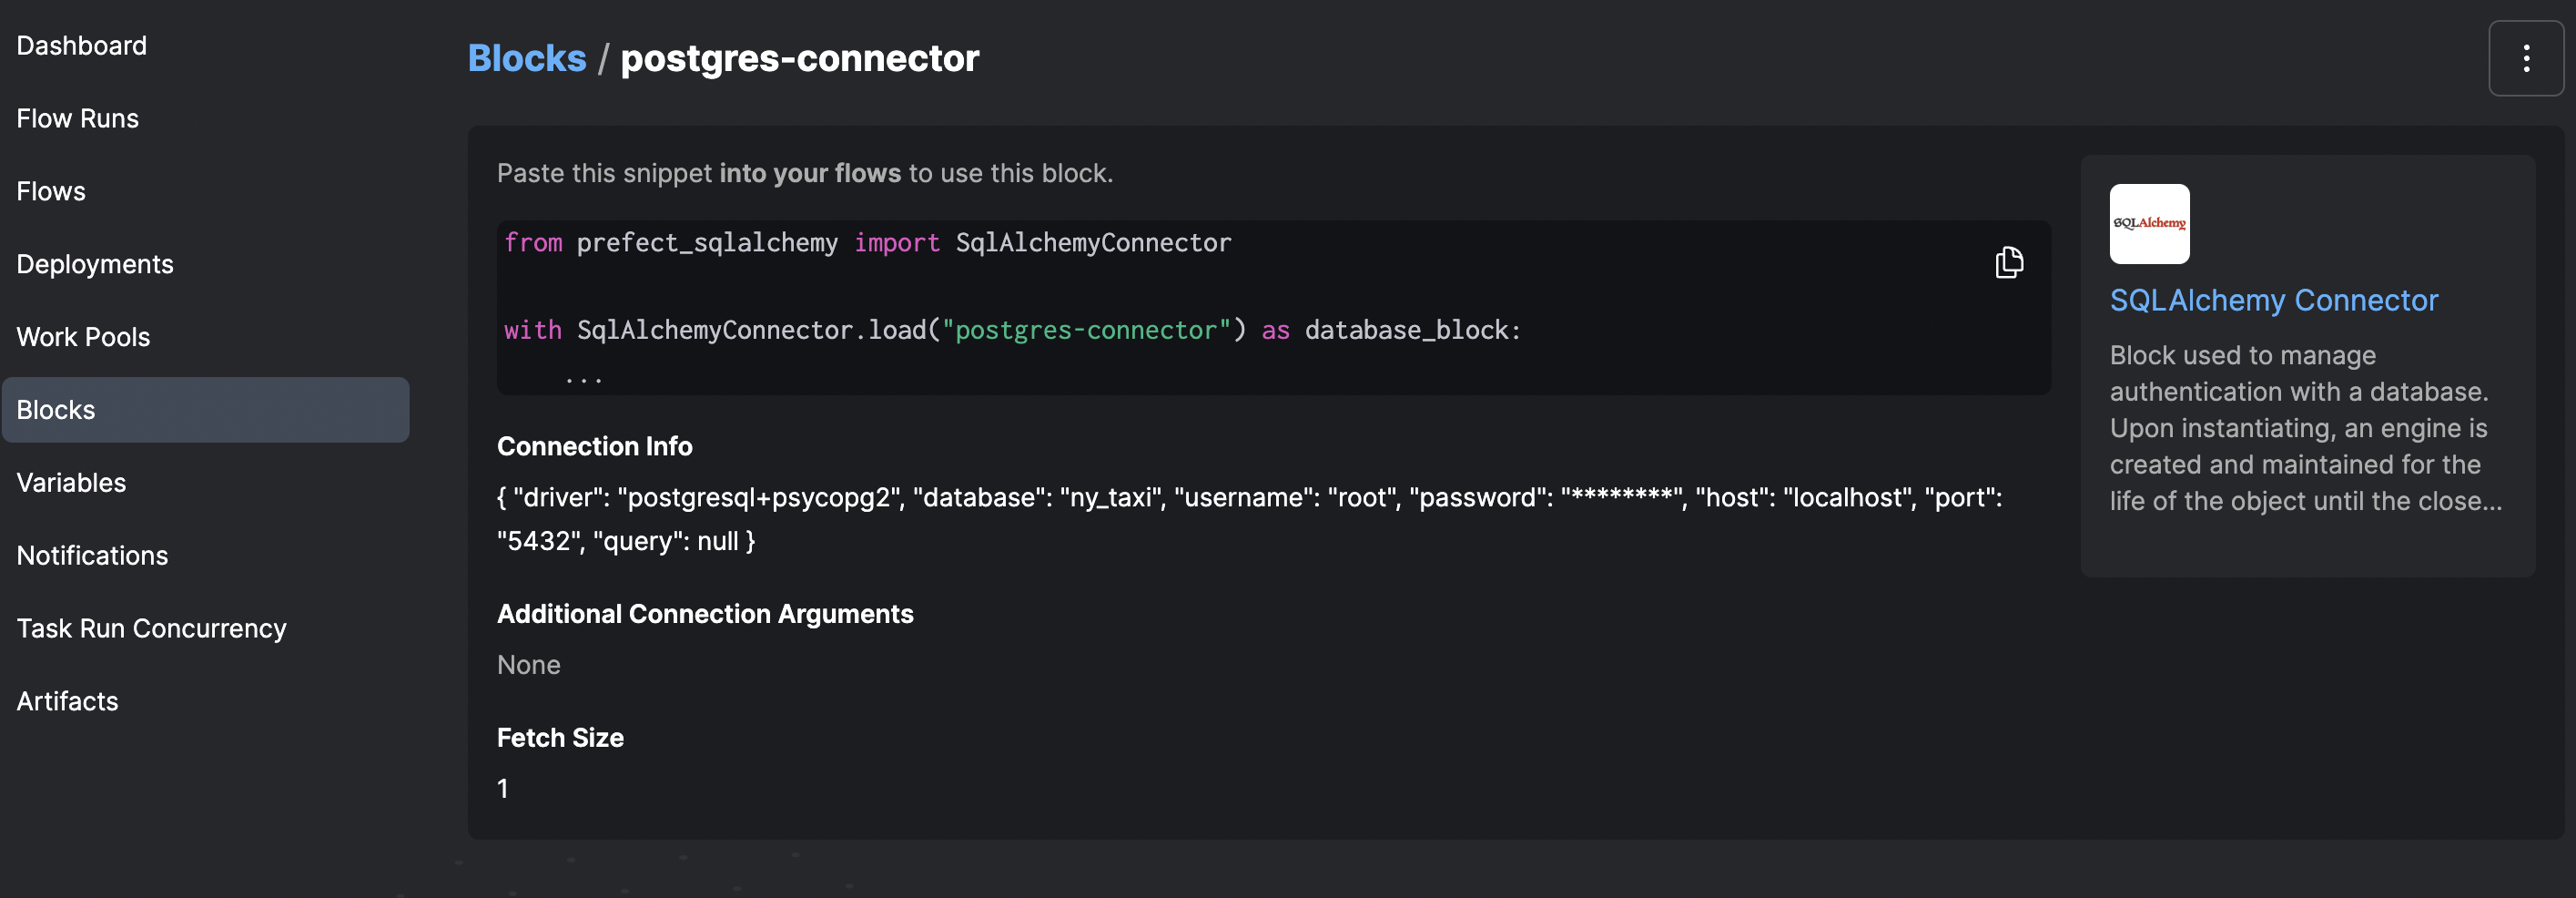 Dashboard
Flow Runs
Flows
Deployments
Work Pools
Blocks
Variables
Notifications
Task Run Concurrency
Artifacts
Blocks / postgres-connector
Paste this snippet into your flows to use this block.
from prefect_sqlalchemy import SqlAlchemyConnector
with SqlAlchemyConnector.load("postgres-connector") as database_block:
    ...
Connection Info
{ "driver": "postgresql+psycopg2", "database": "ny_taxi", "username": "root", "password": "********", "host": "localhost", "port":
"5432", "query": null }
Additional Connection Arguments
None
Fetch Size
1
SQLAlchemy
SQLAlchemy Connector
Block used to manage
authentication with a database.
Upon instantiating, an engine is
created and maintained for the
life of the object until the close...